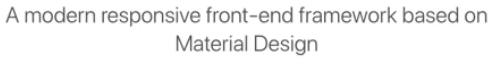 A modern responsive front-end framework based on
Material Design